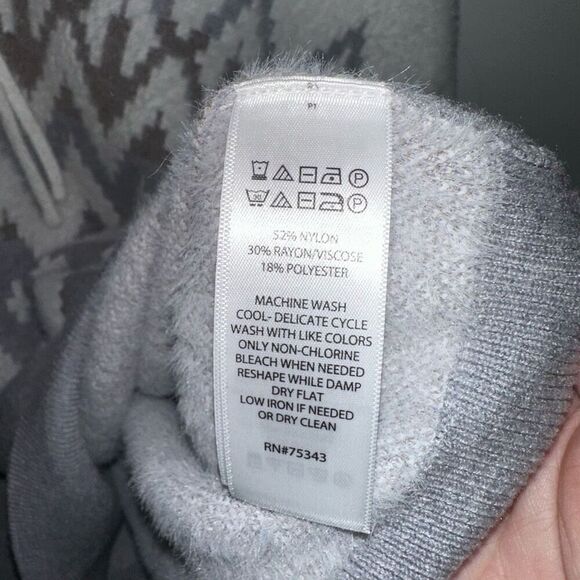 P1
52% NYLON
30% RAYON/VISCOSE
18% POLYESTER
MACHINE WASH
COOL- DELICATE CYCLE
WASH WITH LIKE COLORS
ONLY NON-CHLORINE
BLEACH WHEN NEEDED
RESHAPE WHILE DAMP
DRY FLAT
LOW IRON IF NEEDED
OR DRY CLEAN
RN#75343